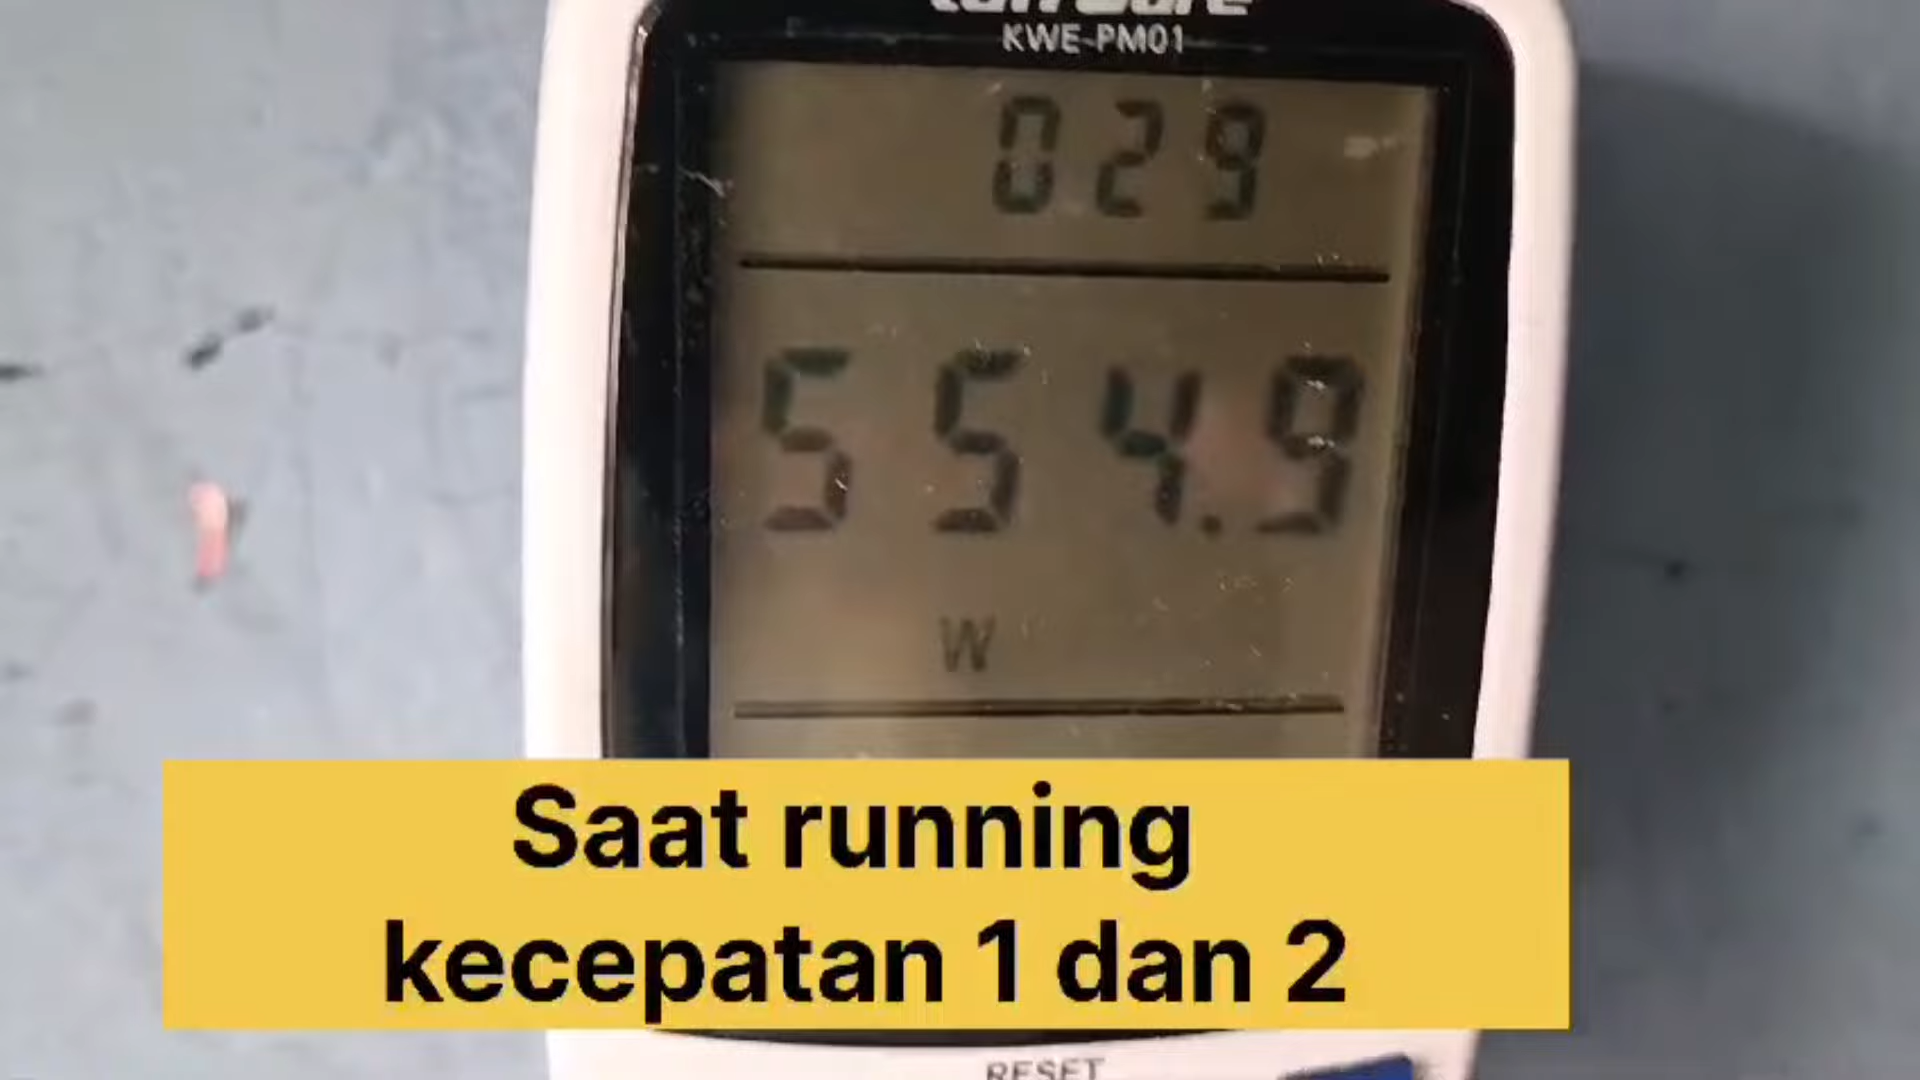 KWE-PM01
029
554.9
W
Saat running
kecepatan 1 dan 2
RESET